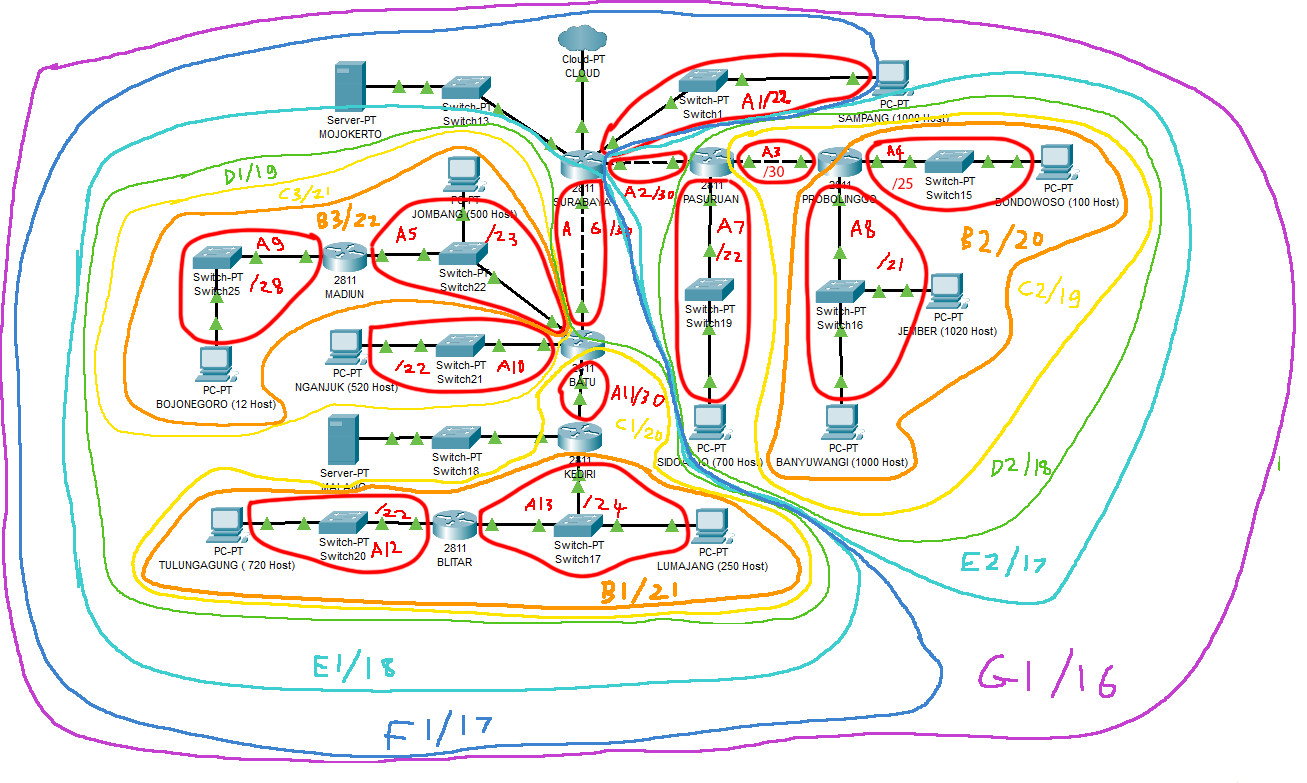 Cloud-PT
CLOUD
Server-PT
MOJOKERTO
Switch-PT
Switch13
Switch-PT
Switch1
A1/22
PC-PT
SAMPANG (1000 Host)
2811
SURABAYA
A2/30
2811
PASURUAN
A3
/30
2811
PROBOLINGGO
A4
/25
Switch-PT
Switch15
PC-PT
BONDOWOSO (100 Host)
D1/19
C3/21
B3/22
PC-PT
JOMBANG (500 Host)
A5
/23
Switch-PT
Switch22
A6/30
A7
/22
Switch-PT
Switch19
A8
/21
B2/20
C2/19
Switch-PT
Switch16
PC-PT
JEMBER (1020 Host)
A9
/28
Switch-PT
Switch25
2811
MADIUN
PC-PT
BOJONEGORO (12 Host)
PC-PT
NGANJUK (520 Host)
/22
Switch-PT
Switch21
A10
2811
BATU
A11/30
C1/20
Server-PT
MALANG
Switch-PT
Switch18
2811
KEDIRI
PC-PT
SIDOARJO (700 Host)
PC-PT
BANYUWANGI (1000 Host)
D2/18
PC-PT
TULUNGAGUNG ( 720 Host)
Switch-PT
Switch20
/22
A12
2811
BLITAR
A13
/24
Switch-PT
Switch17
PC-PT
LUMAJANG (250 Host)
B1/21
E2/17
E1/18
G1/16
F1/17